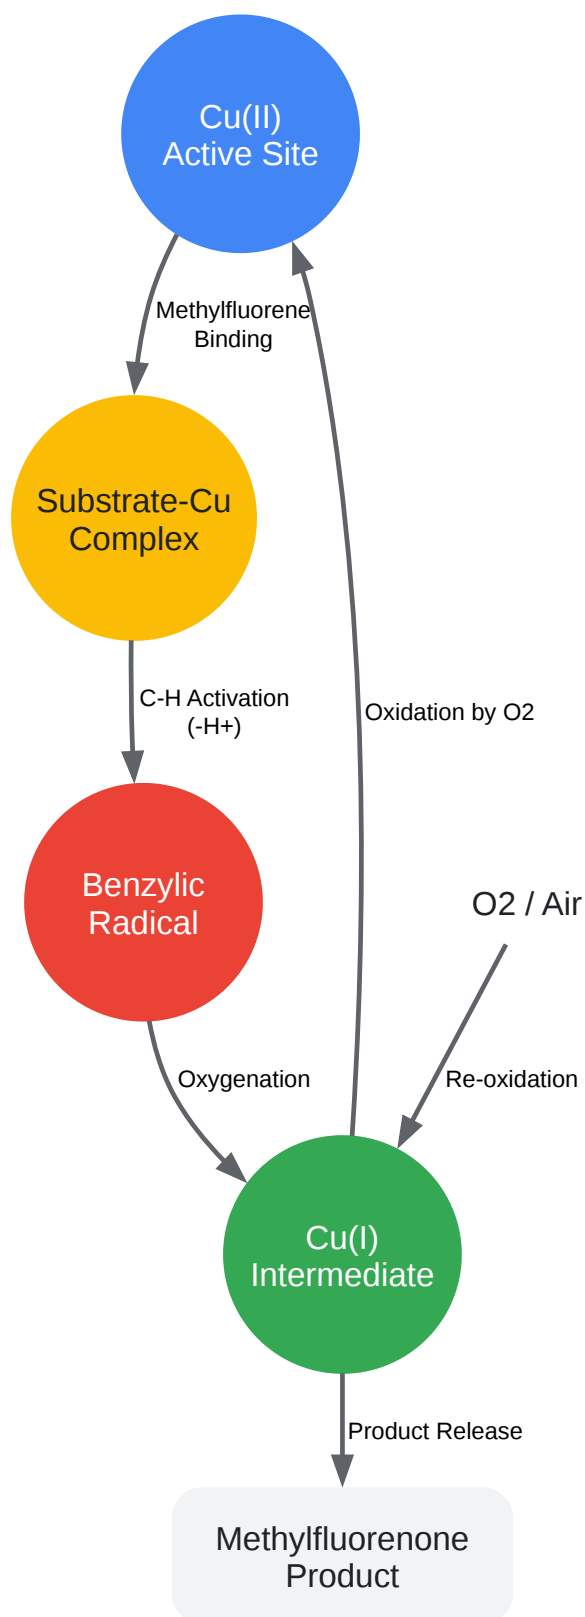 Cu(II)
Active Site
Methylfluorene
Binding
Substrate-Cu
Complex
C-H Activation
(-H+)
Oxidation by O2
Benzylic
Radical
O2 / Air
Oxygenation
Re-oxidation
Cu(I)
Intermediate
Product Release
Methylfluorenone
Product